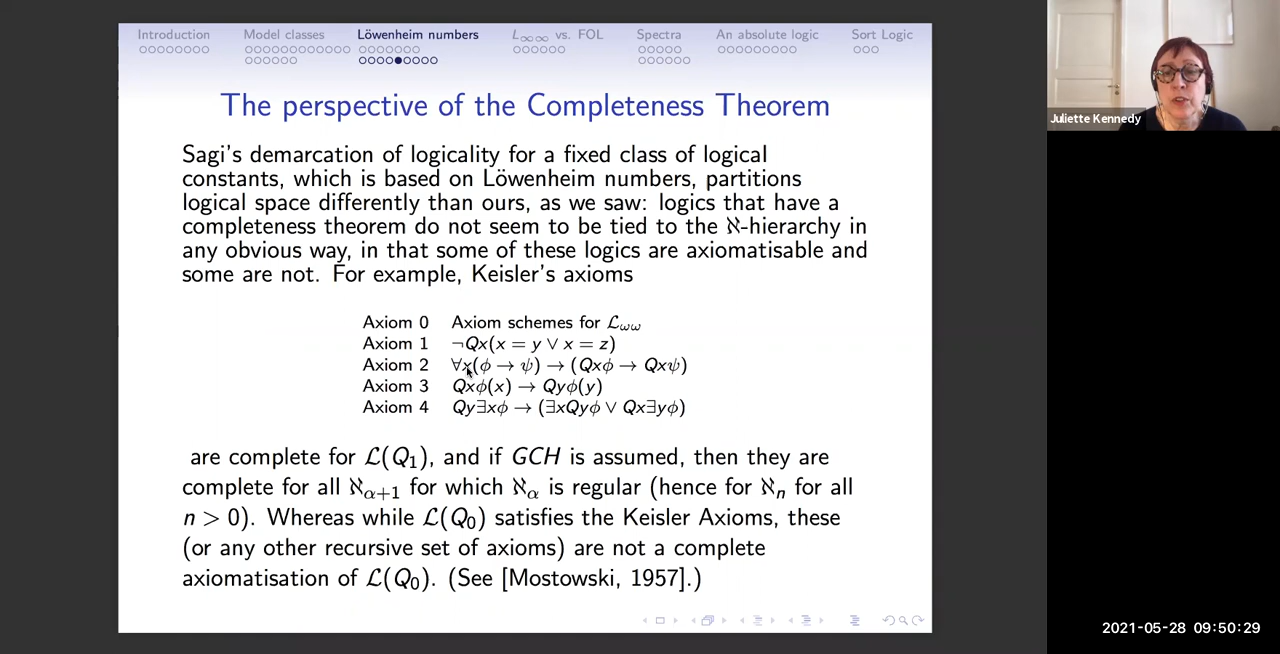 Introduction Model classes Löwenheim numbers L∞∞ vs. FOL Spectra An absolute logic Sort Logic
The perspective of the Completeness Theorem
Sagi's demarcation of logicality for a fixed class of logical
constants, which is based on Löwenheim numbers, partitions
logical space differently than ours, as we saw: logics that have a
completeness theorem do not seem to be tied to the ℵ-hierarchy in
any obvious way, in that some of these logics are axiomatisable and
some are not. For example, Keisler's axioms
Axiom 0 Axiom schemes for ℒωω
Axiom 1 ¬Qx(x = y ∨ x = z)
Axiom 2 ∀x(ϕ → ψ) → (Qxϕ → Qxψ)
Axiom 3 Qxϕ(x) → Qyϕ(y)
Axiom 4 Qy∃xϕ → (∃xQyϕ ∨ Qx∃yϕ)
are complete for ℒ(Q₁), and if GCH is assumed, then they are
complete for all ℵα+1 for which ℵα is regular (hence for ℵn for all
n > 0). Whereas while ℒ(Q₀) satisfies the Keisler Axioms, these
(or any other recursive set of axioms) are not a complete
axiomatisation of ℒ(Q₀). (See [Mostowski, 1957].)
Juliette Kennedy
2021-05-28 09:50:29